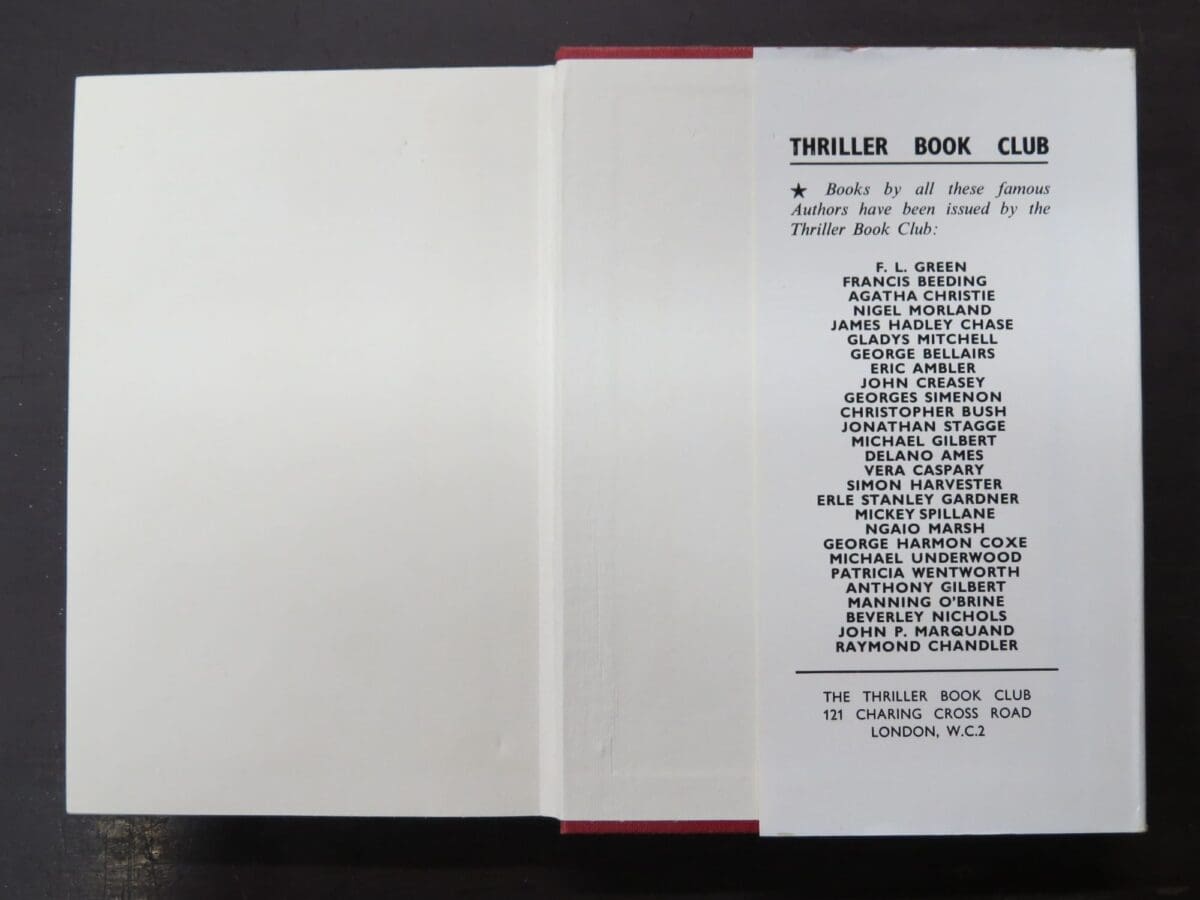 THRILLER BOOK CLUB
★ Books by all these famous
Authors have been issued by the
Thriller Book Club:
F. L. GREEN
FRANCIS BEEDING
AGATHA CHRISTIE
NIGEL MORLAND
JAMES HADLEY CHASE
GLADYS MITCHELL
GEORGE BELLAIRS
ERIC AMBLER
JOHN CREASEY
GEORGES SIMENON
CHRISTOPHER BUSH
JONATHAN STAGGE
MICHAEL GILBERT
DELANO AMES
VERA CASPARY
SIMON HARVESTER
ERLE STANLEY GARDNER
MICKEY SPILLANE
NGAIO MARSH
GEORGE HARMON COXE
MICHAEL UNDERWOOD
PATRICIA WENTWORTH
ANTHONY GILBERT
MANNING O'BRINE
BEVERLEY NICHOLS
JOHN P. MARQUAND
RAYMOND CHANDLER
THE THRILLER BOOK CLUB
121 CHARING CROSS ROAD
LONDON, W.C.2